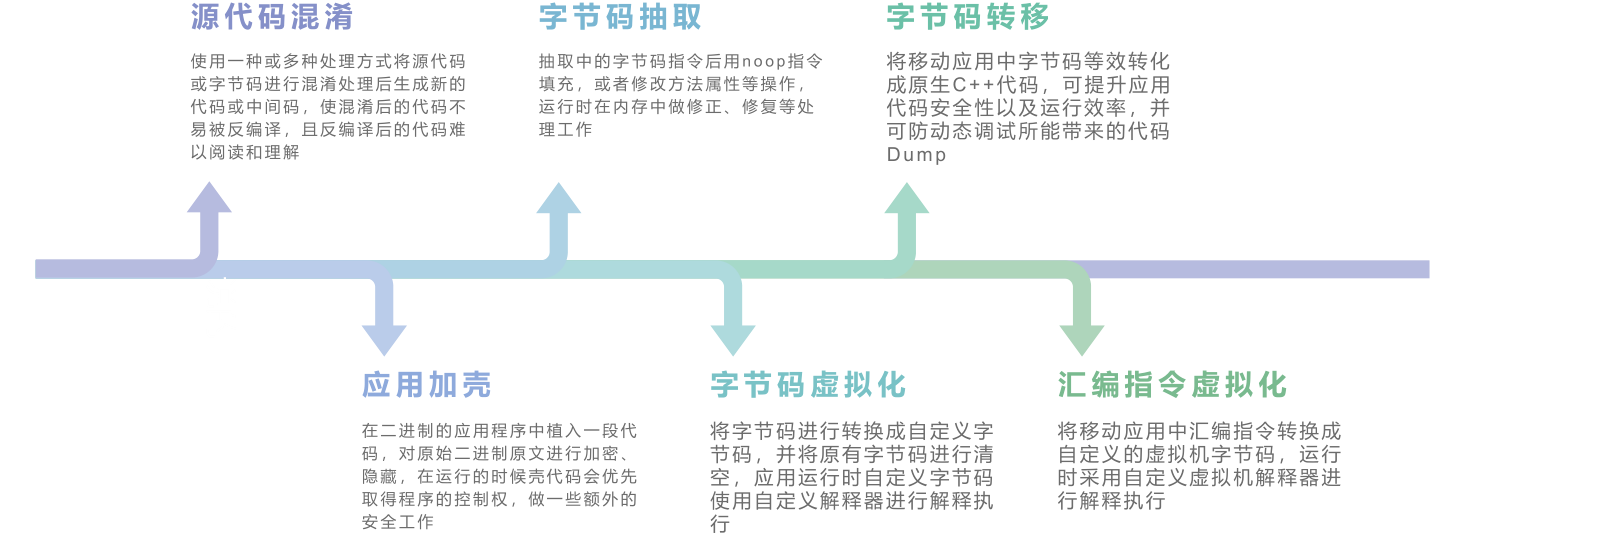 源代码混淆
使用一种或多种处理方式将源代码
或字节码进行混淆处理后生成新的
代码或中间码，使混淆后的代码不
易被反编译，且反编译后的代码难
以阅读和理解
字节码抽取
抽取中的字节码指令后用noop指令
填充，或者修改方法属性等操作，
运行时在内存中做修正、修复等处
理工作
字节码转移
将移动应用中字节码等效转化
成原生C++代码，可提升应用
代码安全性以及运行效率，并
可防动态调试所能带来的代码
Dump
应用加壳
在二进制的应用程序中植入一段代
码，对原始二进制原文进行加密、
隐藏，在运行的时候壳代码会优先
取得程序的控制权，做一些额外的
安全工作
字节码虚拟化
将字节码进行转换成自定义字
节码，并将原有字节码进行清
空，应用运行时自定义字节码
使用自定义解释器进行解释执
行
汇编指令虚拟化
将移动应用中汇编指令转换成
自定义的虚拟机字节码，运行
时采用自定义虚拟机解释器进
行解释执行